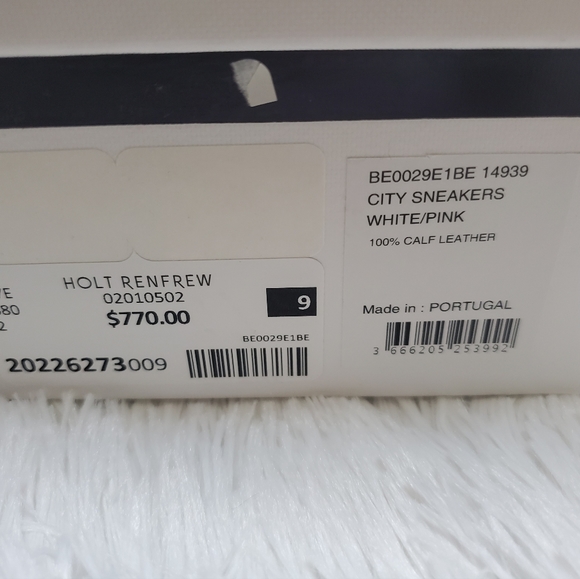 HOLT RENFREW
02010502
$770.00
9
BE0029E1BE
20226273009
BE0029E1BE 14939
CITY SNEAKERS
WHITE/PINK
100% CALF LEATHER
Made in : PORTUGAL
3 666205 253992